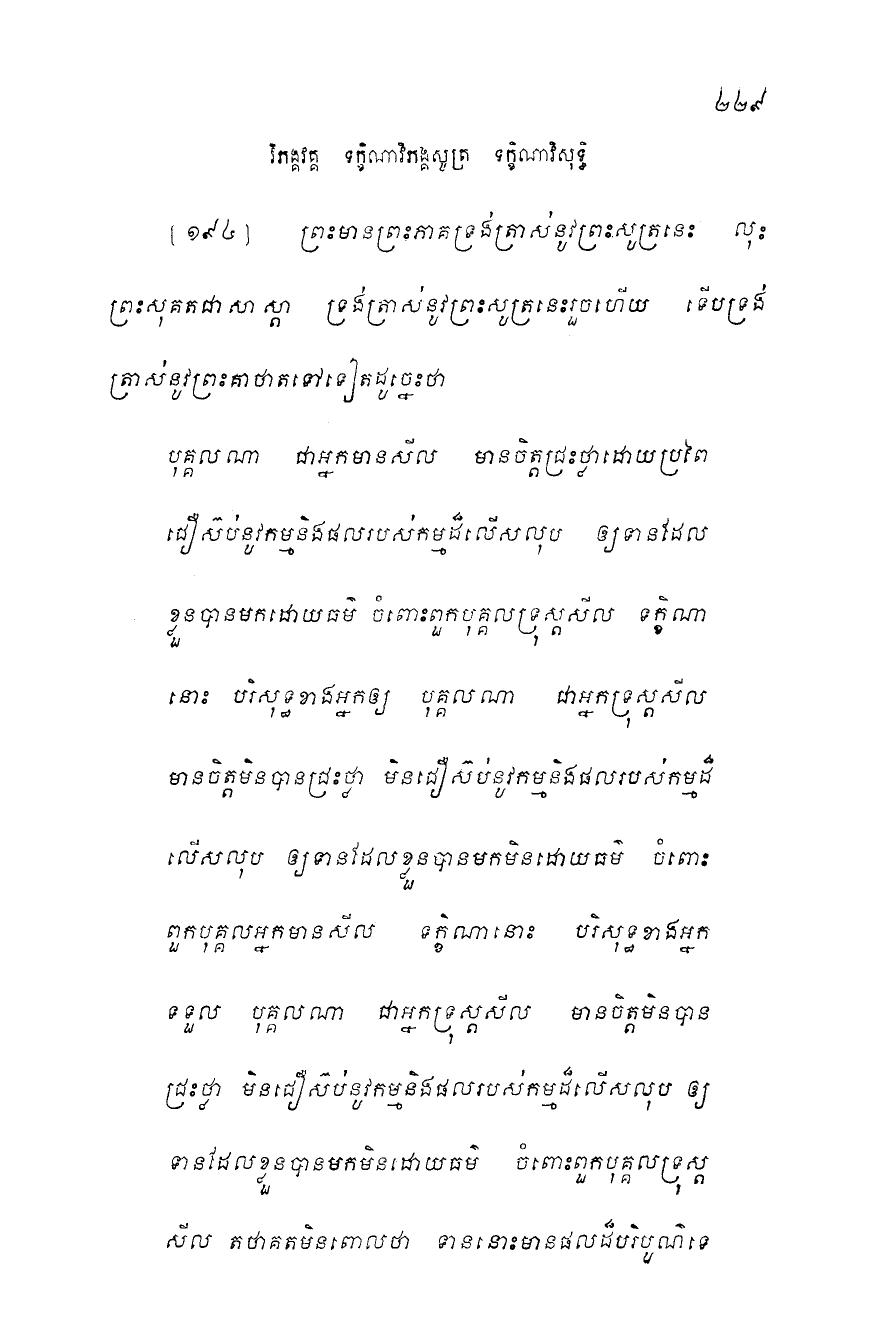 ២២៩
វិភង្គវគ្គ ទក្ខិណាវិភង្គសូត្រ ទក្ខិណាវិសុទ្ធិ
[ ១៩៤ ] ព្រះមានព្រះភាគទ្រង់ត្រាស់នូវព្រះសូត្រនេះ លុះ
ព្រះសុគតជាសាស្តា ទ្រង់ត្រាស់នូវព្រះសូត្រនេះរួចហើយ ទើបទ្រង់
ត្រាស់នូវព្រះគាថាតទៅទៀតដូច្នេះថា
បុគ្គលណា ជាអ្នកមានសីល មានចិត្តជ្រះថ្លាដោយប្រពៃ
ជឿស៊ប់នូវកម្មនិងផលរបស់កម្មដ៏លើសលុប ឲ្យទានដែល
ខ្លួនបានមកដោយធម៌ ចំពោះពួកបុគ្គលទ្រុស្តសីល ទក្ខិណា
នោះ បរិសុទ្ធខាងអ្នកឲ្យ បុគ្គលណា ជាអ្នកទ្រុស្តសីល
មានចិត្តមិនបានជ្រះថ្លា មិនជឿស៊ប់នូវកម្មនិងផលរបស់កម្មដ៏
លើសលុប ឲ្យទានដែលខ្លួនបានមកមិនដោយធម៌ ចំពោះ
ពួកបុគ្គលអ្នកមានសីល ទក្ខិណានោះ បរិសុទ្ធខាងអ្នក
ទទួល បុគ្គលណា ជាអ្នកទ្រុស្តសីល មានចិត្តមិនបាន
ជ្រះថ្លា មិនជឿស៊ប់នូវកម្មនិងផលរបស់កម្មដ៏លើសលុប ឲ្យ
ទានដែលខ្លួនបានមកមិនដោយធម៌ ចំពោះពួកបុគ្គលទ្រុស្ត
សីល តថាគតមិនពោលថា ទាននោះមានផលដ៏បរិបូណ៌ទេ